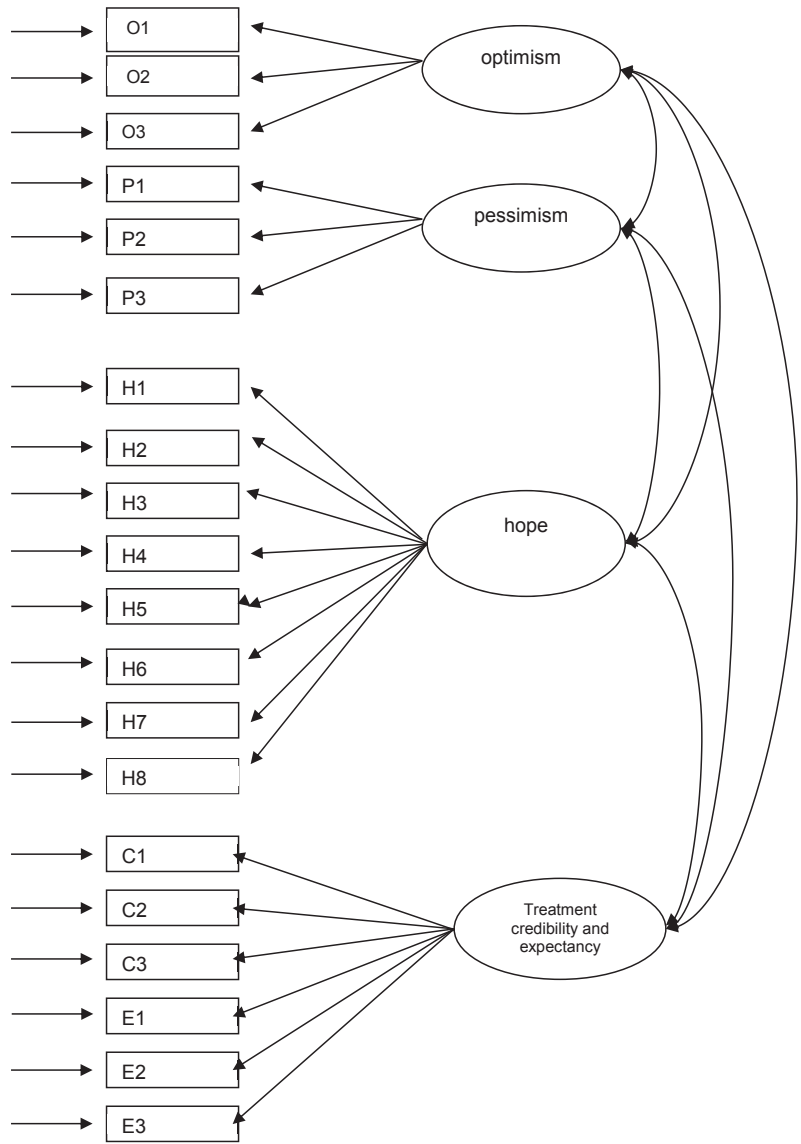 O1
optimism
O2
O3
P1
pessimism
P2
P3
H1
H2
H3
hope
H4
H5
H6
H7
H8
C1
C2
Treatment
credibility and
expectancy
C3
E1
E2
E3